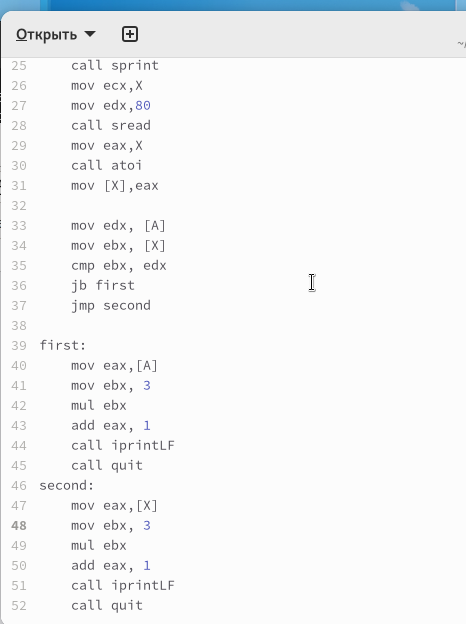 Открыть
~/
25 call sprint
26 mov ecx,X
27 mov edx,80
28 call sread
29 mov eax,X
30 call atoi
31 mov [X],eax
32
33 mov edx, [A]
34 mov ebx, [X]
35 cmp ebx, edx
36 jb first
37 jmp second
38
39 first:
40 mov eax,[A]
41 mov ebx, 3
42 mul ebx
43 add eax, 1
44 call iprintLF
45 call quit
46 second:
47 mov eax,[X]
48 mov ebx, 3
49 mul ebx
50 add eax, 1
51 call iprintLF
52 call quit